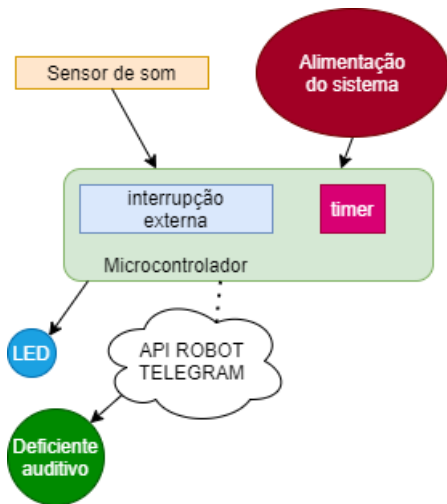 Sensor de som
Alimentação
do sistema
interrupção
externa
timer
Microcontrolador
LED
API ROBOT
TELEGRAM
Deficiente
auditivo